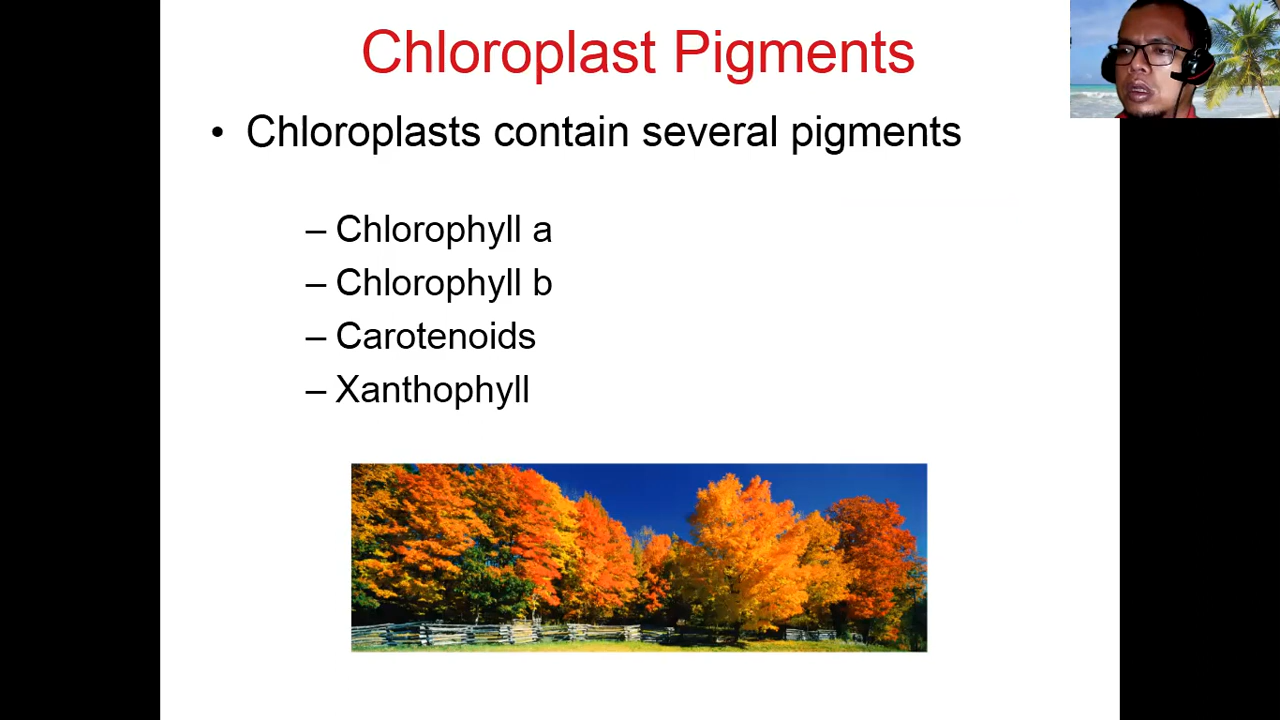 Chloroplast Pigments
• Chloroplasts contain several pigments
– Chlorophyll a
– Chlorophyll b
– Carotenoids
– Xanthophyll